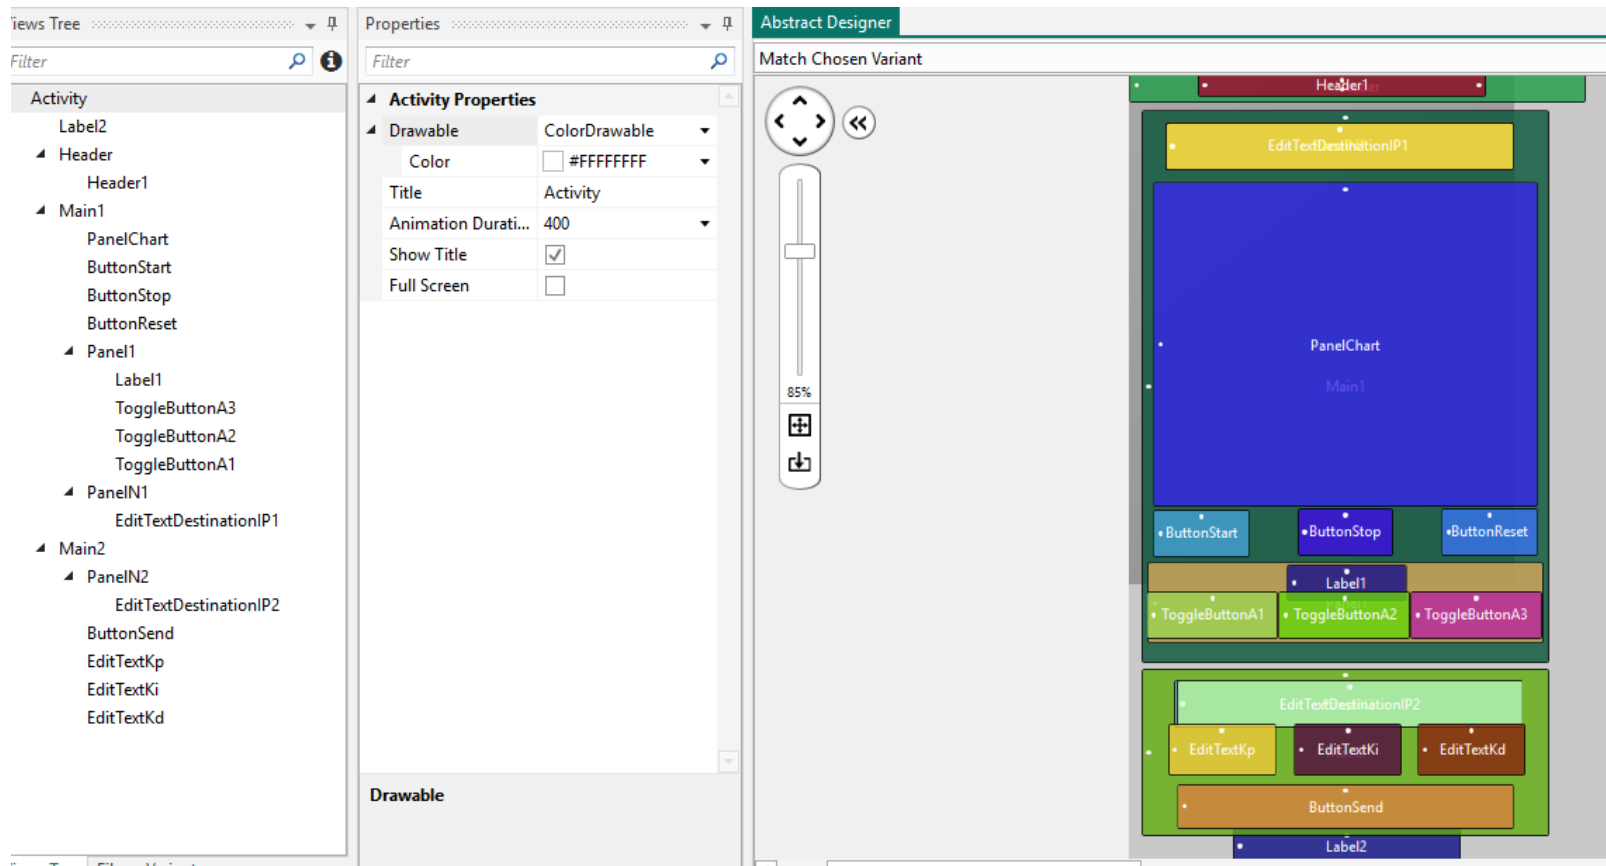 iews Tree
Filter
Activity
Label2
Header
Header1
Main1
PanelChart
ButtonStart
ButtonStop
ButtonReset
Panel1
Label1
ToggleButtonA3
ToggleButtonA2
ToggleButtonA1
PanelN1
EditTextDestinationIP1
Main2
PanelN2
EditTextDestinationIP2
ButtonSend
EditTextKp
EditTextKi
EditTextKd
Properties
Filter
Activity Properties
Drawable ColorDrawable
Color #FFFFFFFF
Title Activity
Animation Durati... 400
Show Title
Full Screen
Drawable
Abstract Designer
Match Chosen Variant
85%
Header1
EditTextDestinationIP1
PanelChart
Main1
ButtonStart ButtonStop ButtonReset
Label1
ToggleButtonA1 ToggleButtonA2 ToggleButtonA3
EditTextDestinationIP2
EditTextKp EditTextKi EditTextKd
ButtonSend
Label2